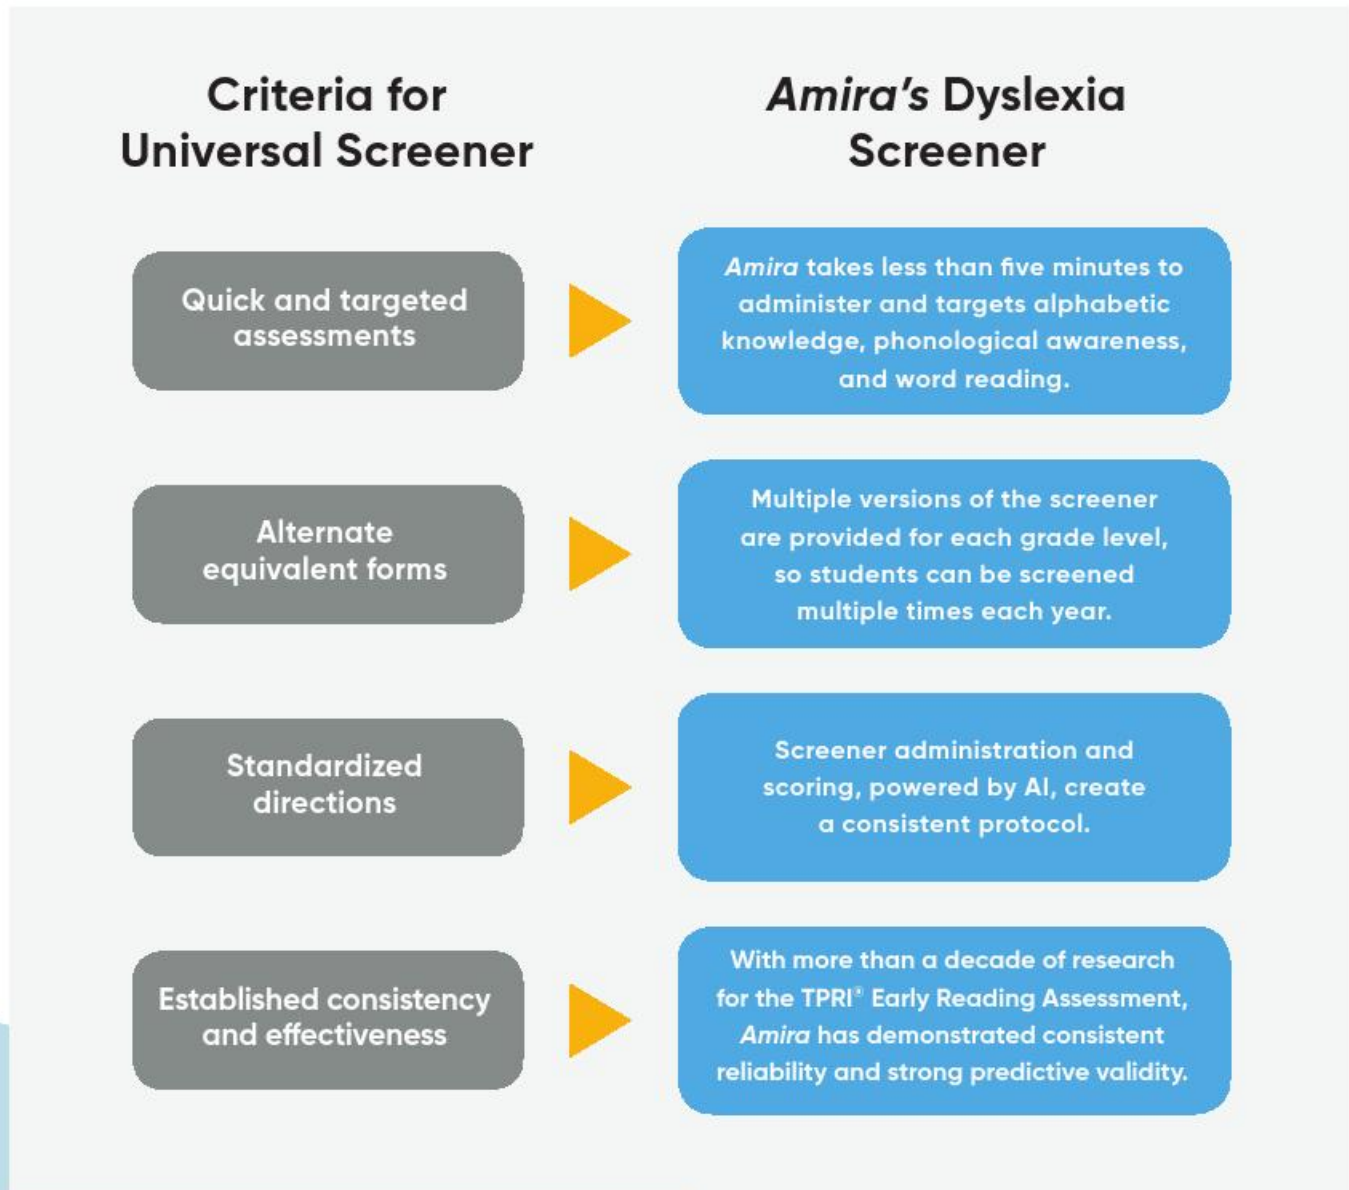 Criteria for
Universal Screener
Amira's Dyslexia
Screener
Quick and targeted
assessments
Amira takes less than five minutes to
administer and targets alphabetic
knowledge, phonological awareness,
and word reading.
Alternate
equivalent forms
Multiple versions of the screener
are provided for each grade level,
so students can be screened
multiple times each year.
Standardized
directions
Screener administration and
scoring, powered by AI, create
a consistent protocol.
Established consistency
and effectiveness
With more than a decade of research
for the TPRI® Early Reading Assessment,
Amira has demonstrated consistent
reliability and strong predictive validity.